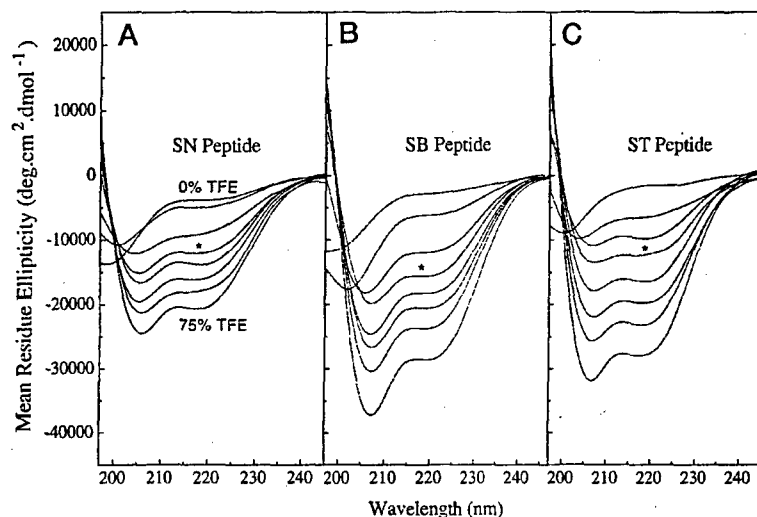 A
B
C
SN Peptide
SB Peptide
ST Peptide
0% TFE
75% TFE
*
*
*
Mean Residue Ellipticity (deg.cm 2 .dmol -1)
20000
10000
0
-10000
-20000
-30000
-40000
200 210 220 230 240
200 210 220 230 240
200 210 220 230 240
Wavelength (nm)